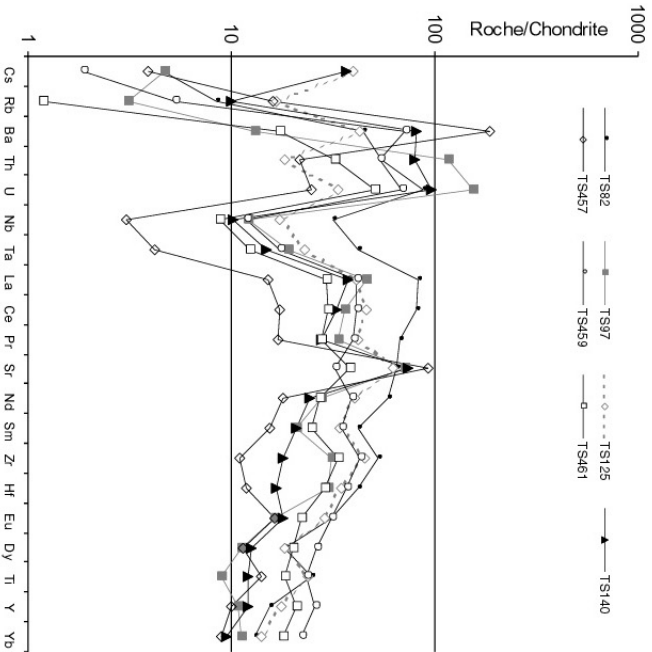 Roche/Chondrite
1000
100
10
1
TS82
TS97
TS125
TS140
TS457
TS459
TS461
Cs
Rb
Ba
Th
U
Nb
Ta
La
Ce
Pr
Sr
Nd
Sm
Zr
Hf
Eu
Dy
Ti
Y
Yb